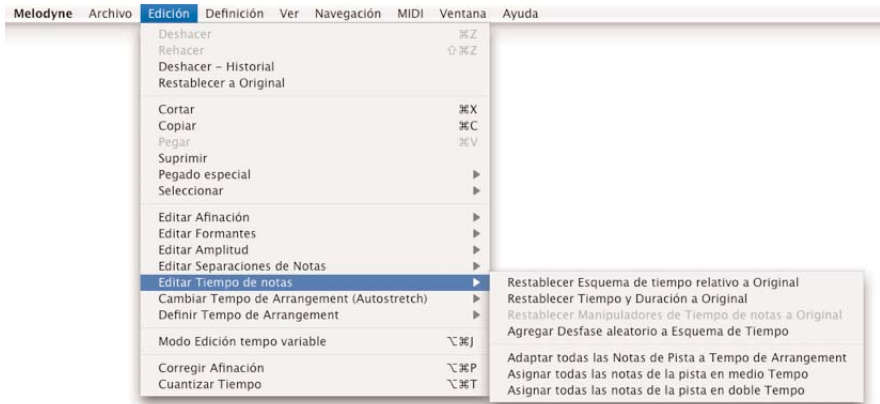 Melodyne Archivo Edición Definición Ver Navegación MIDI Ventana Ayuda
Deshacer ⌘Z
Rehacer ⇧⌘Z
Deshacer – Historial
Restablecer a Original
Cortar ⌘X
Copiar ⌘C
Pegar ⌘V
Suprimir
Pegado especial
Seleccionar
Editar Afinación
Editar Formantes
Editar Amplitud
Editar Separaciones de Notas
Editar Tiempo de notas
Cambiar Tempo de Arrangement (Autostretch)
Definir Tempo de Arrangement
Modo Edición tempo variable ⌥⌘J
Corregir Afinación ⌥⌘P
Cuantizar Tiempo ⌥⌘T
Restablecer Esquema de tiempo relativo a Original
Restablecer Tiempo y Duración a Original
Restablecer Manipuladores de Tiempo de notas a Original
Agregar Desfase aleatorio a Esquema de Tiempo
Adaptar todas las Notas de Pista a Tempo de Arrangement
Asignar todas las notas de la pista en medio Tempo
Asignar todas las notas de la pista en doble Tempo